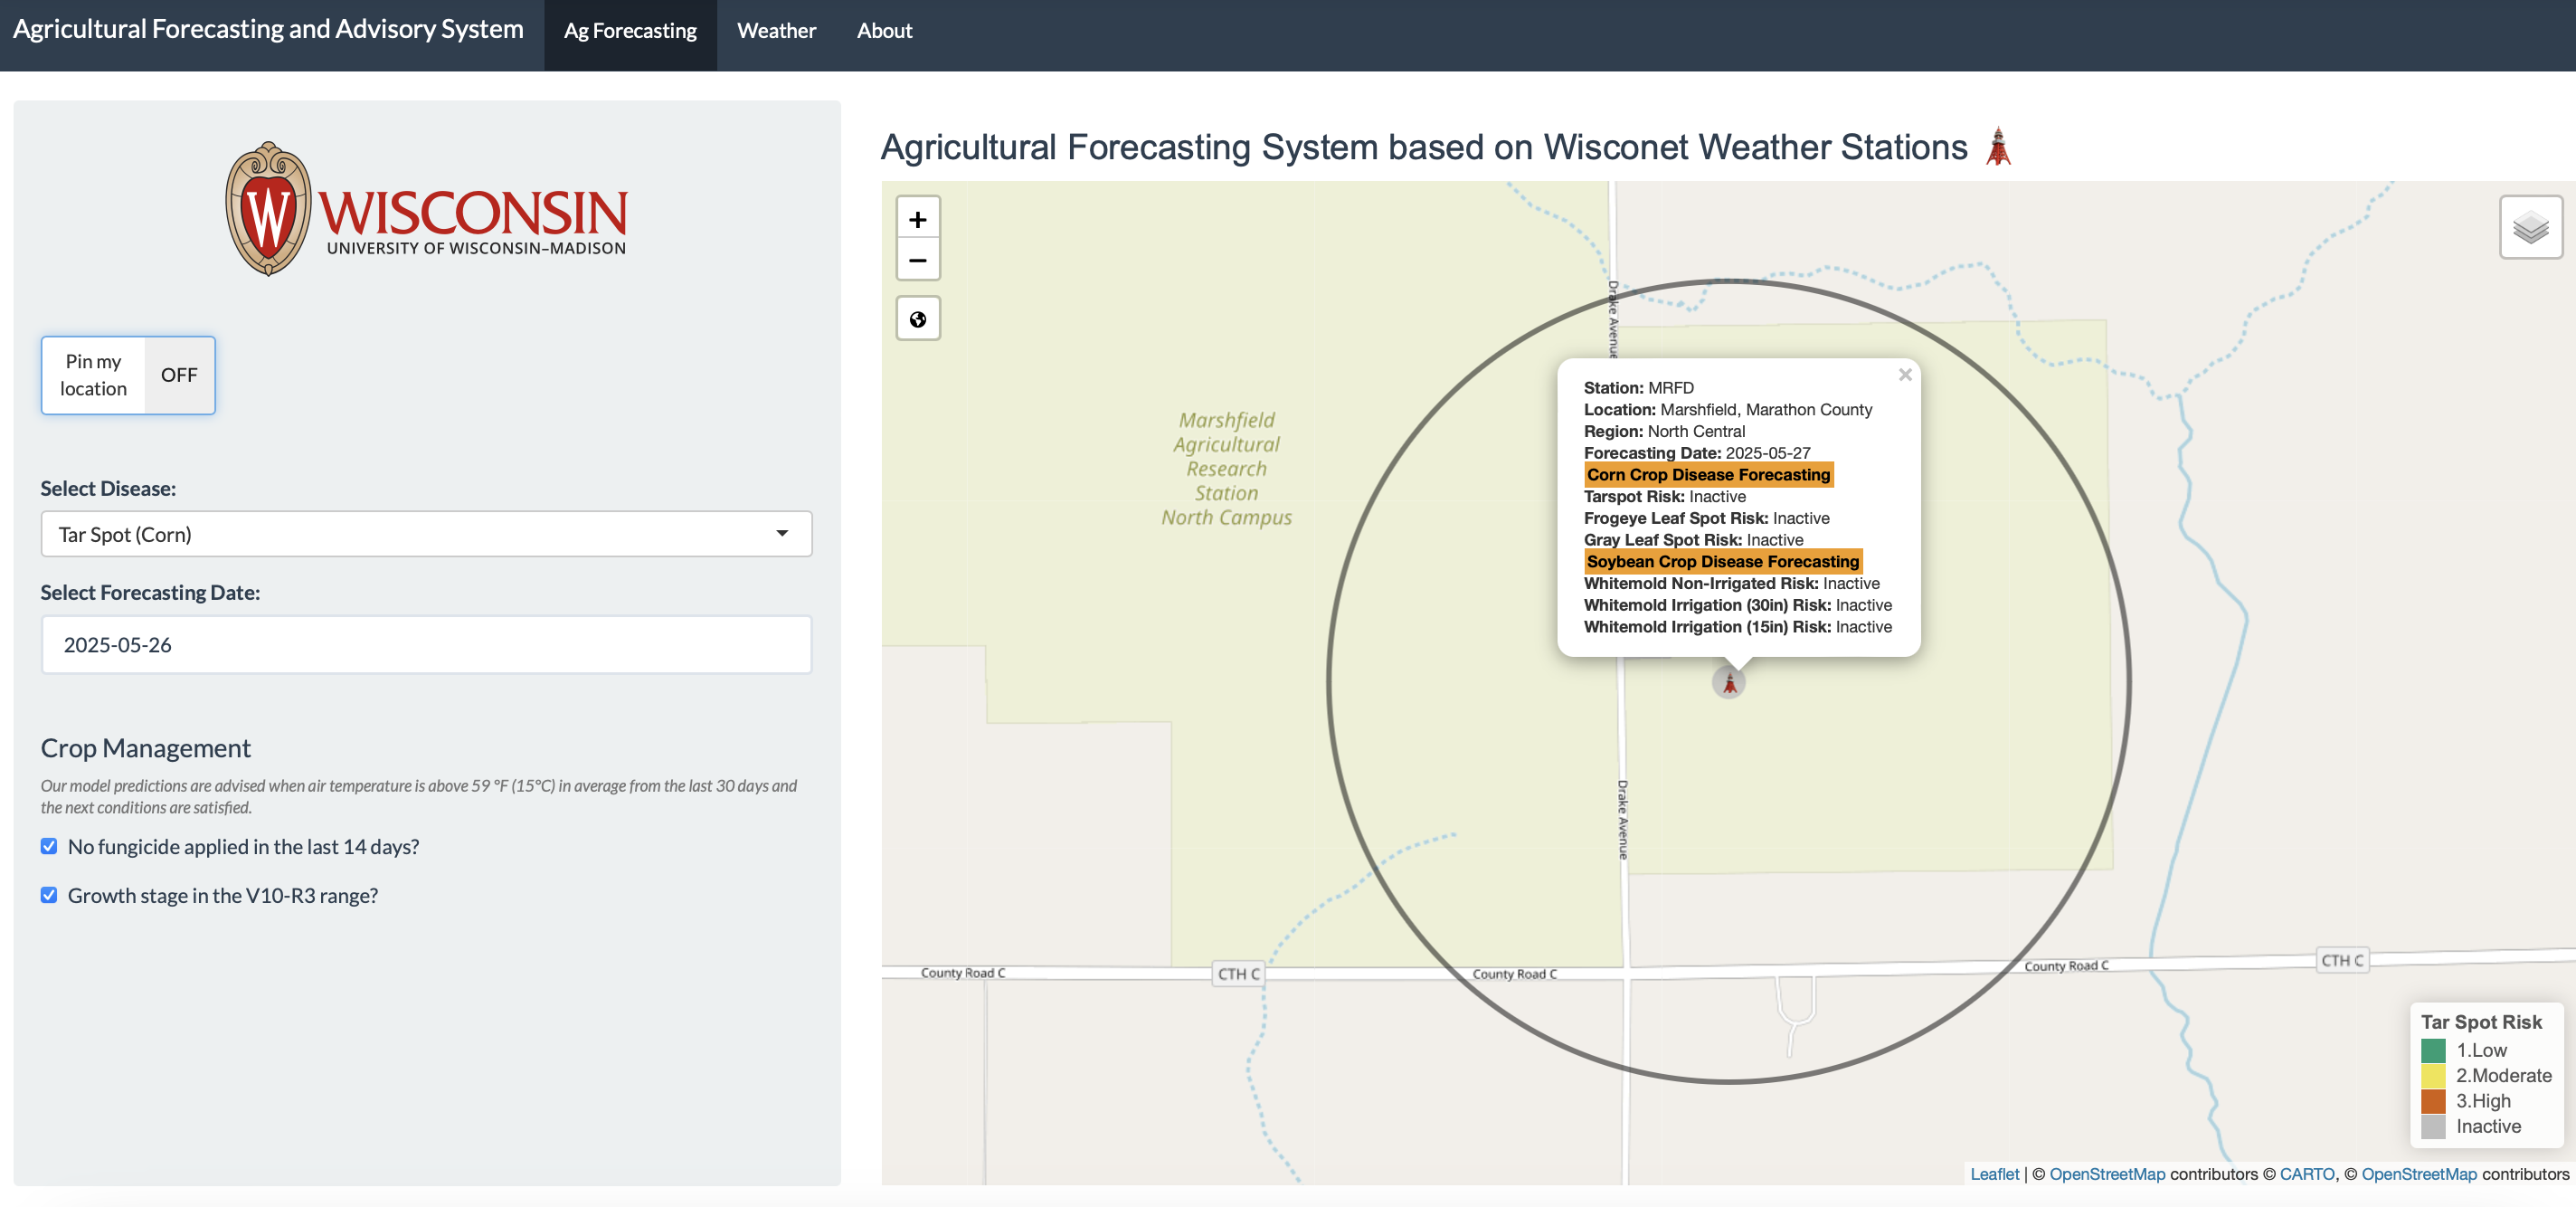 Agricultural Forecasting and Advisory System
Ag Forecasting
Weather
About
W
WISCONSIN
UNIVERSITY OF WISCONSIN–MADISON
Pin my
location
OFF
Select Disease:
Tar Spot (Corn)
Select Forecasting Date:
2025-05-26
Crop Management
Our model predictions are advised when air temperature is above 59 °F (15°C) in average from the last 30 days and
the next conditions are satisfied.
No fungicide applied in the last 14 days?
Growth stage in the V10-R3 range?
Agricultural Forecasting System based on Wisconet Weather Stations
+
−
Drake Avenue
Marshfield
Agricultural
Research
Station
North Campus
×
Station: MRFD
Location: Marshfield, Marathon County
Region: North Central
Forecasting Date: 2025-05-27
Corn Crop Disease Forecasting
Tarspot Risk: Inactive
Frogeye Leaf Spot Risk: Inactive
Gray Leaf Spot Risk: Inactive
Soybean Crop Disease Forecasting
Whitemold Non-Irrigated Risk: Inactive
Whitemold Irrigation (30in) Risk: Inactive
Whitemold Irrigation (15in) Risk: Inactive
Drake Avenue
County Road C
CTH C
County Road C
County Road C
CTH C
Tar Spot Risk
1.Low
2.Moderate
3.High
Inactive
Leaflet | © OpenStreetMap contributors © CARTO, © OpenStreetMap contributors